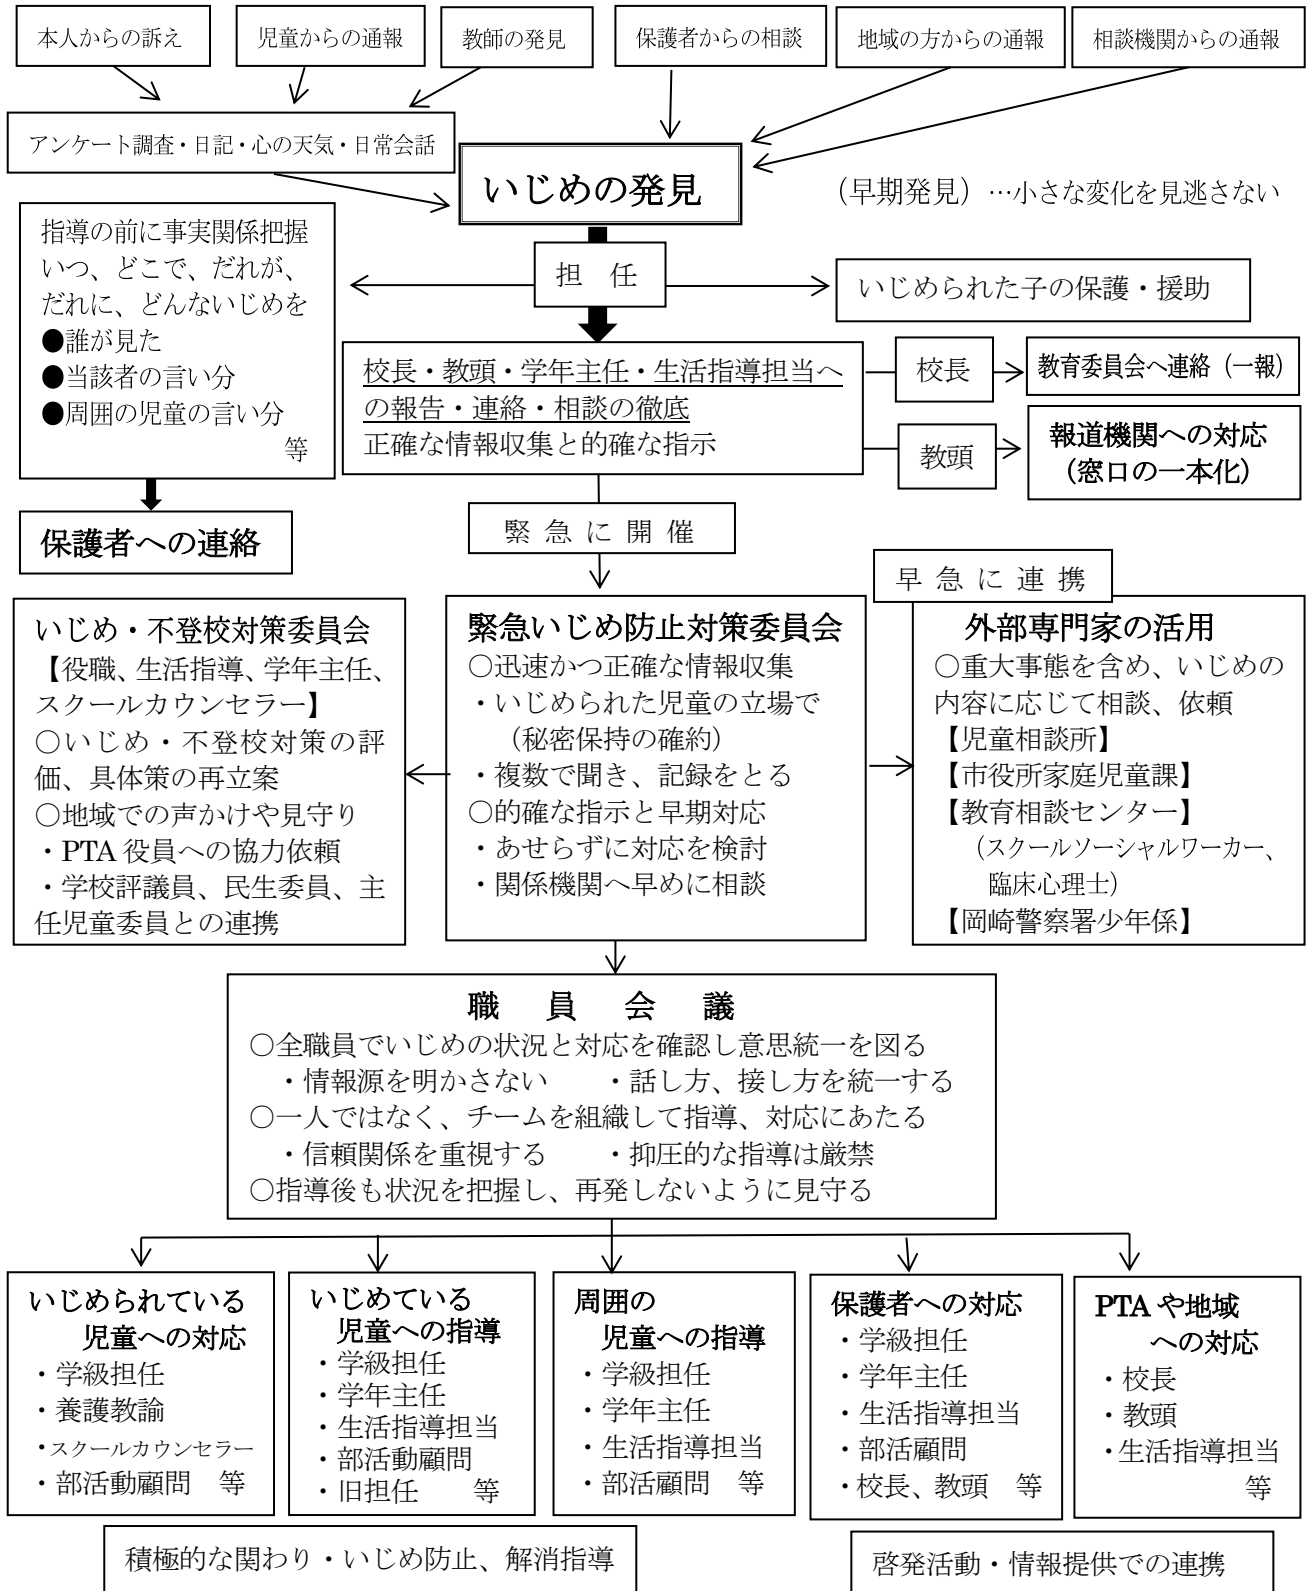 本人からの訴え
児童からの通報
教師の発見
保護者からの相談
地域の方からの通報
相談機関からの通報
アンケート調査・日記・心の天気・日常会話
いじめの発見
（早期発見）…小さな変化を見逃さない
指導の前に事実関係把握
いつ、どこで、だれが、
だれに、どんないじめを
●誰が見た
●当該者の言い分
●周囲の児童の言い分
等
担　任
いじめられた子の保護・援助
校長・教頭・学年主任・生活指導担当へ
の報告・連絡・相談の徹底
正確な情報収集と的確な指示
校長
教育委員会へ連絡（一報）
教頭
報道機関への対応
（窓口の一本化）
保護者への連絡
緊 急 に 開 催
早 急 に 連 携
いじめ・不登校対策委員会
【役職、生活指導、学年主任、
スクールカウンセラー】
〇いじめ・不登校対策の評
価、具体策の再立案
〇地域での声かけや見守り
・PTA 役員への協力依頼
・学校評議員、民生委員、主
任児童委員との連携
緊急いじめ防止対策委員会
〇迅速かつ正確な情報収集
・いじめられた児童の立場で
（秘密保持の確約）
・複数で聞き、記録をとる
〇的確な指示と早期対応
・あせらずに対応を検討
・関係機関へ早めに相談
外部専門家の活用
〇重大事態を含め、いじめの
内容に応じて相談、依頼
【児童相談所】
【市役所家庭児童課】
【教育相談センター】
（スクールソーシャルワーカー、
臨床心理士）
【岡崎警察署少年係】
職　員　会　議
〇全職員でいじめの状況と対応を確認し意思統一を図る
・情報源を明かさない　　・話し方、接し方を統一する
〇一人ではなく、チームを組織して指導、対応にあたる
・信頼関係を重視する　　・抑圧的な指導は厳禁
〇指導後も状況を把握し、再発しないように見守る
いじめられている
児童への対応
・学級担任
・養護教諭
・スクールカウンセラー
・部活動顧問　等
いじめている
児童への指導
・学級担任
・学年主任
・生活指導担当
・部活動顧問
・旧担任　　等
周囲の
児童への指導
・学級担任
・学年主任
・生活指導担当
・部活顧問　等
保護者への対応
・学級担任
・学年主任
・生活指導担当
・部活顧問
・校長、教頭　等
PTA や地域
への対応
・校長
・教頭
・生活指導担当
等
積極的な関わり・いじめ防止、解消指導
啓発活動・情報提供での連携